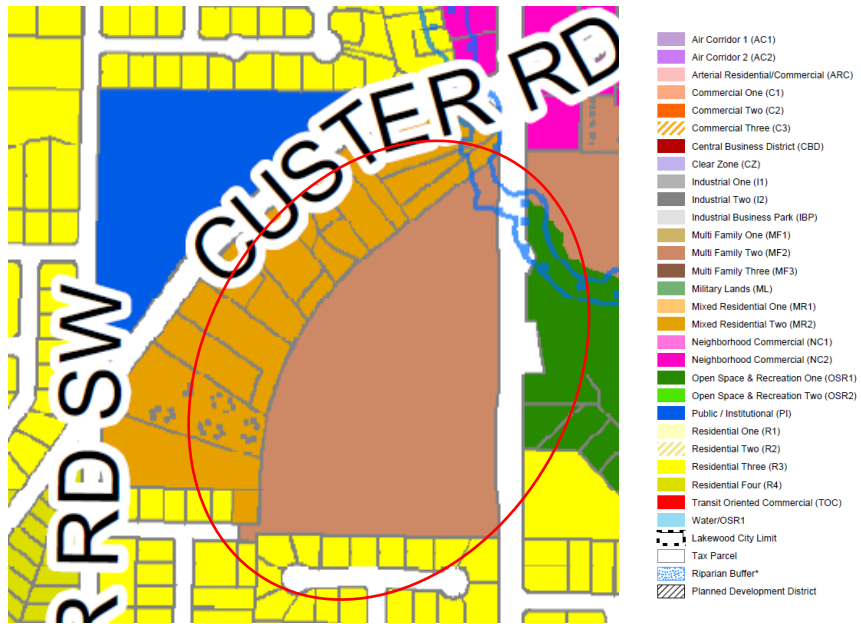 CUSTER RD
R RD SW
Air Corridor 1 (AC1)
Air Corridor 2 (AC2)
Arterial Residential/Commercial (ARC)
Commercial One (C1)
Commercial Two (C2)
Commercial Three (C3)
Central Business District (CBD)
Clear Zone (CZ)
Industrial One (I1)
Industrial Two (I2)
Industrial Business Park (IBP)
Multi Family One (MF1)
Multi Family Two (MF2)
Multi Family Three (MF3)
Military Lands (ML)
Mixed Residential One (MR1)
Mixed Residential Two (MR2)
Neighborhood Commercial (NC1)
Neighborhood Commercial (NC2)
Open Space & Recreation One (OSR1)
Open Space & Recreation Two (OSR2)
Public / Institutional (PI)
Residential One (R1)
Residential Two (R2)
Residential Three (R3)
Residential Four (R4)
Transit Oriented Commercial (TOC)
Water/OSR1
Lakewood City Limit
Tax Parcel
Riparian Buffer*
Planned Development District